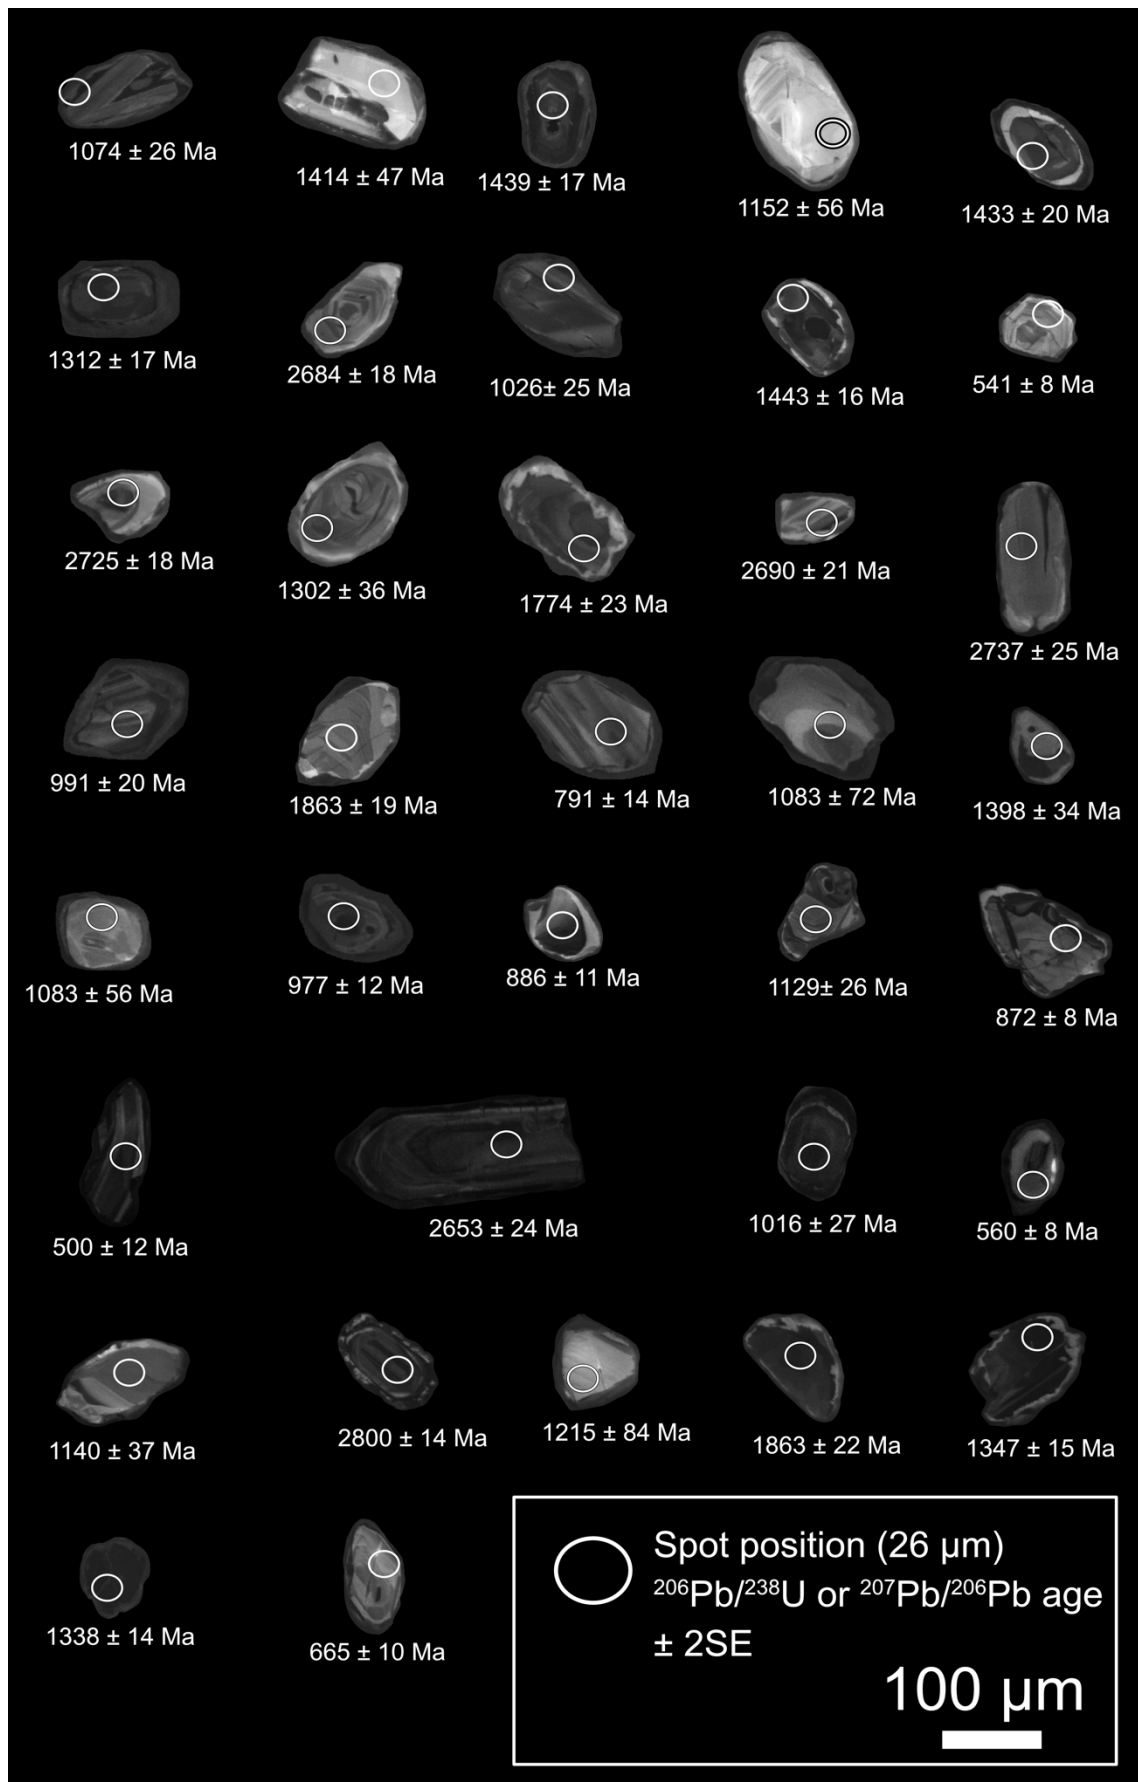 1074 ± 26 Ma
1414 ± 47 Ma
1439 ± 17 Ma
1152 ± 56 Ma
1433 ± 20 Ma
1312 ± 17 Ma
2684 ± 18 Ma
1026± 25 Ma
1443 ± 16 Ma
541 ± 8 Ma
2725 ± 18 Ma
1302 ± 36 Ma
1774 ± 23 Ma
2690 ± 21 Ma
2737 ± 25 Ma
991 ± 20 Ma
1863 ± 19 Ma
791 ± 14 Ma
1083 ± 72 Ma
1398 ± 34 Ma
1083 ± 56 Ma
977 ± 12 Ma
886 ± 11 Ma
1129± 26 Ma
872 ± 8 Ma
500 ± 12 Ma
2653 ± 24 Ma
1016 ± 27 Ma
560 ± 8 Ma
1140 ± 37 Ma
2800 ± 14 Ma
1215 ± 84 Ma
1863 ± 22 Ma
1347 ± 15 Ma
1338 ± 14 Ma
665 ± 10 Ma
Spot position (26 µm)
²⁰⁶Pb/²³⁸U or ²⁰⁷Pb/²⁰⁶Pb age
± 2SE
100 µm